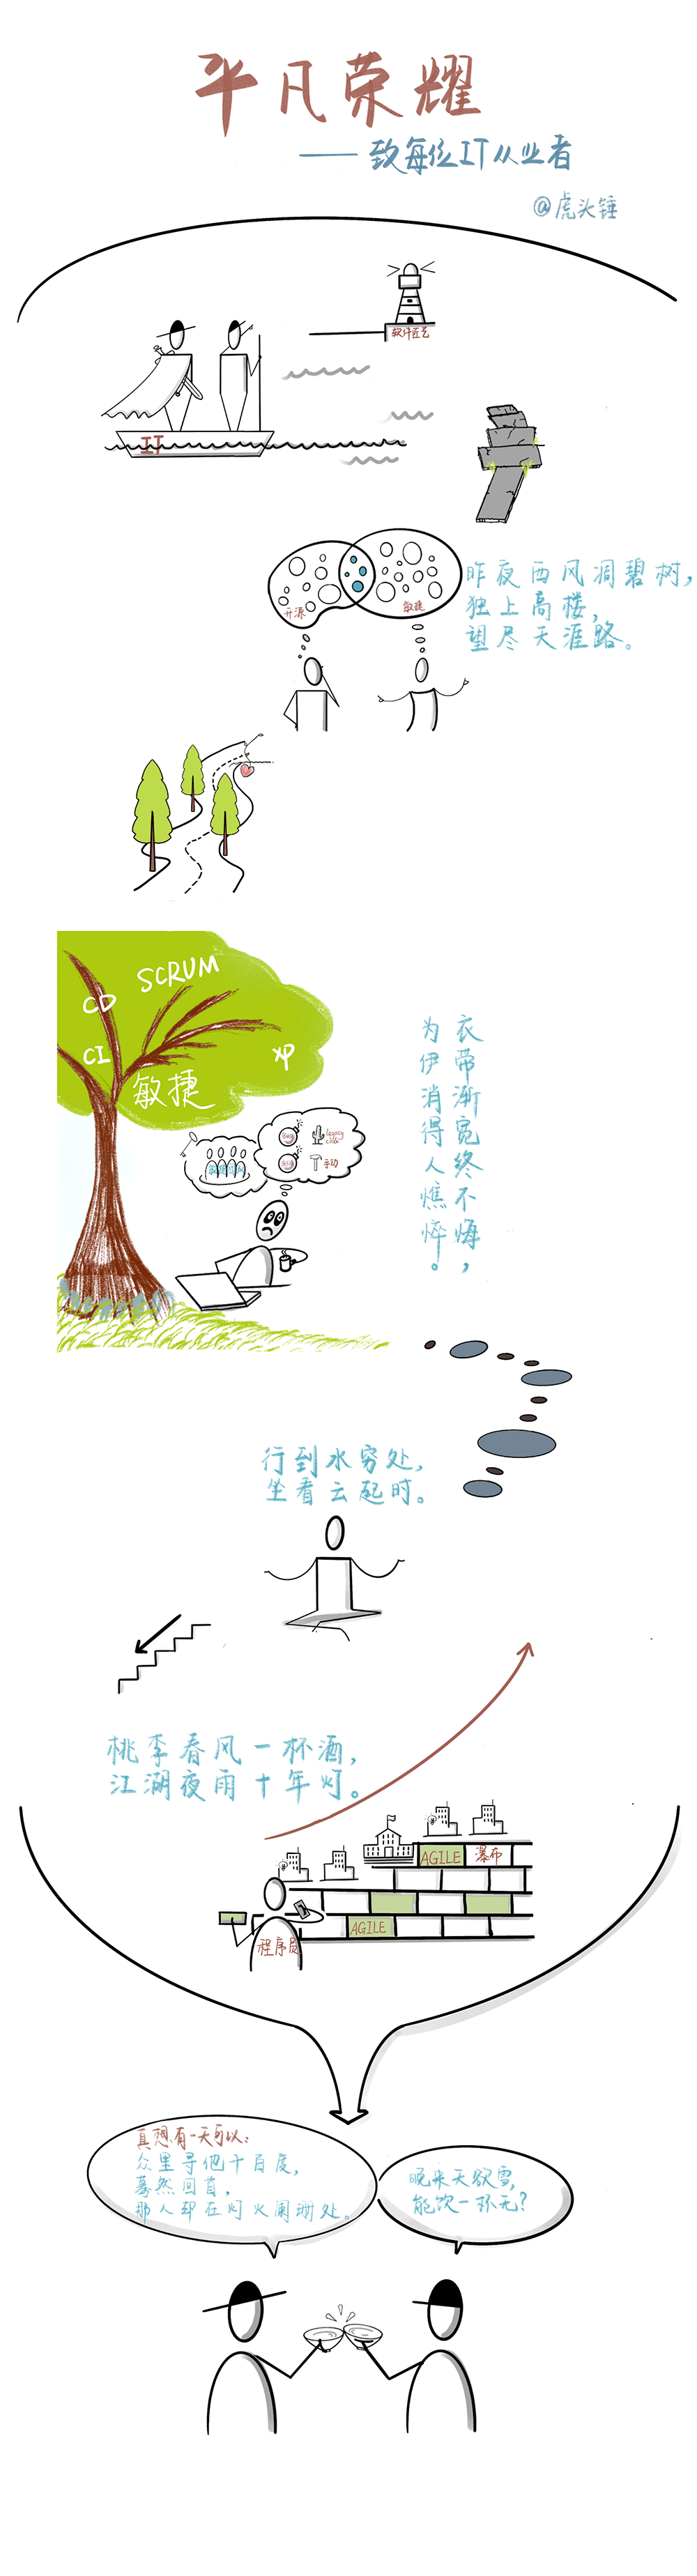 平凡荣耀
——致每位IT从业者
@虎头锤
软件匠艺
IT
开源
敏捷
昨夜西风凋碧树，
独上高楼，
望尽天涯路。
SCRUM
CD
CI
XP
敏捷
legacy
code
手动
衣带渐宽终不悔，
为伊消得人憔悴。
行到水穷处，
坐看云起时。
桃李春风一杯酒，
江湖夜雨十年灯。
AGILE
瀑布
AGILE
程序员
真想有一天可以：
众里寻他千百度，
蓦然回首，
那人却在灯火阑珊处。
晚来天欲雪，
能饮一杯无？